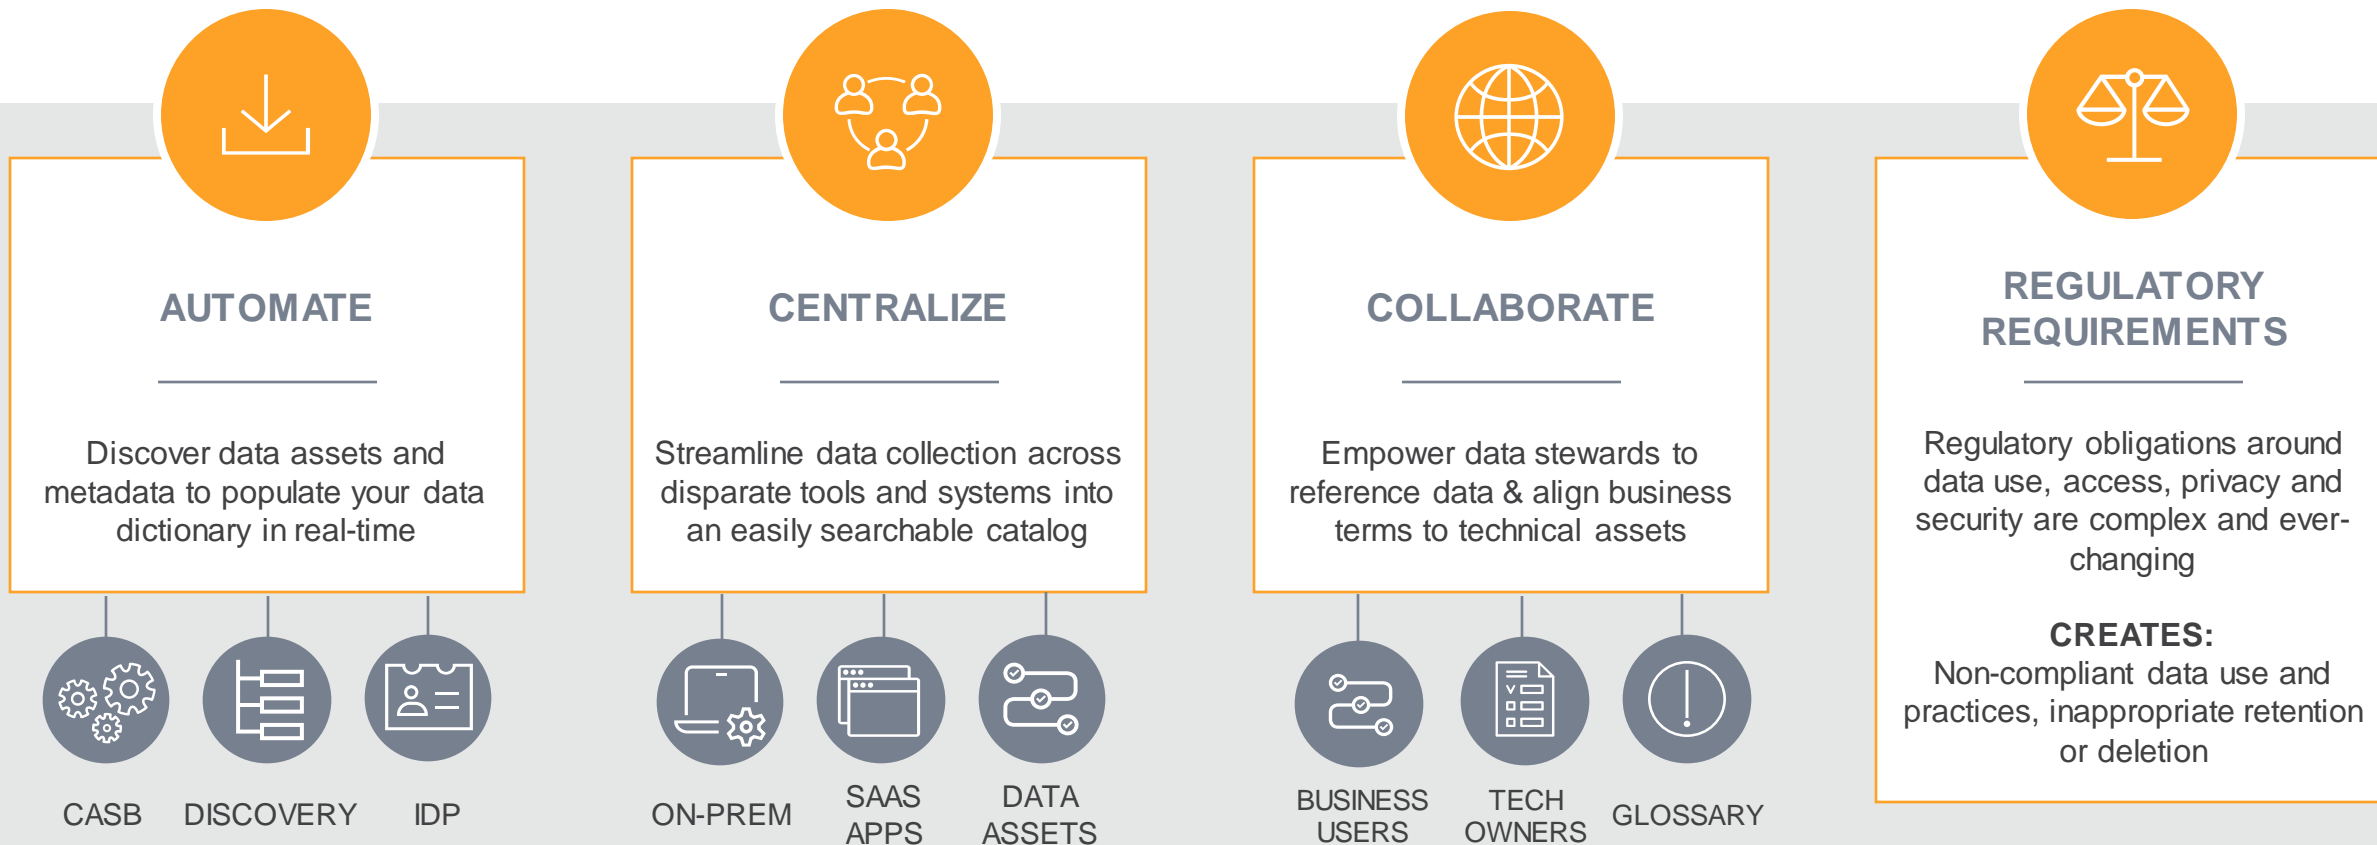 AUTOMATE
Discover data assets and
metadata to populate your data
dictionary in real-time
CASB
DISCOVERY
IDP
CENTRALIZE
Streamline data collection across
disparate tools and systems into
an easily searchable catalog
ON-PREM
SAAS
APPS
DATA
ASSETS
COLLABORATE
Empower data stewards to
reference data & align business
terms to technical assets
BUSINESS
USERS
TECH
OWNERS
GLOSSARY
REGULATORY
REQUIREMENTS
Regulatory obligations around
data use, access, privacy and
security are complex and ever-
changing
CREATES:
Non-compliant data use and
practices, inappropriate retention
or deletion